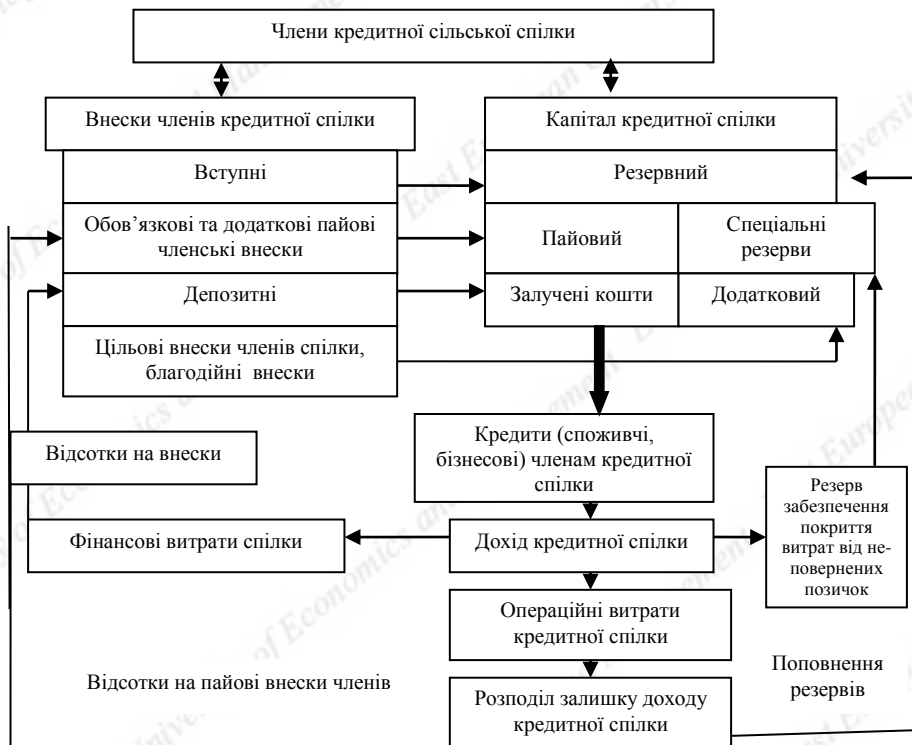 Члени кредитної сільської спілки
Внески членів кредитної спілки
Капітал кредитної спілки
Вступні
Резервний
Обов’язкові та додаткові пайові
членські внески
Пайовий
Спеціальні
резерви
Депозитні
Залучені кошти
Додатковий
Цільові внески членів спілки,
благодійні внески
Кредити (споживчі,
бізнесові) членам кредитної
спілки
Відсотки на внески
Резерв
забезпечення
покриття
витрат від не-
повернених
позичок
Фінансові витрати спілки
Дохід кредитної спілки
Операційні витрати
кредитної спілки
Відсотки на пайові внески членів
Поповнення
резервів
Розподіл залишку доходу
кредитної спілки